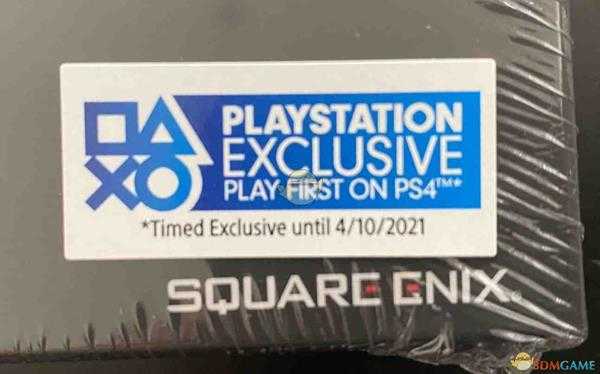 PLAYSTATION
EXCLUSIVE
PLAY FIRST ON PS4™*
*Timed Exclusive until 4/10/2021
SQUARE ENIX®
3DMGAME